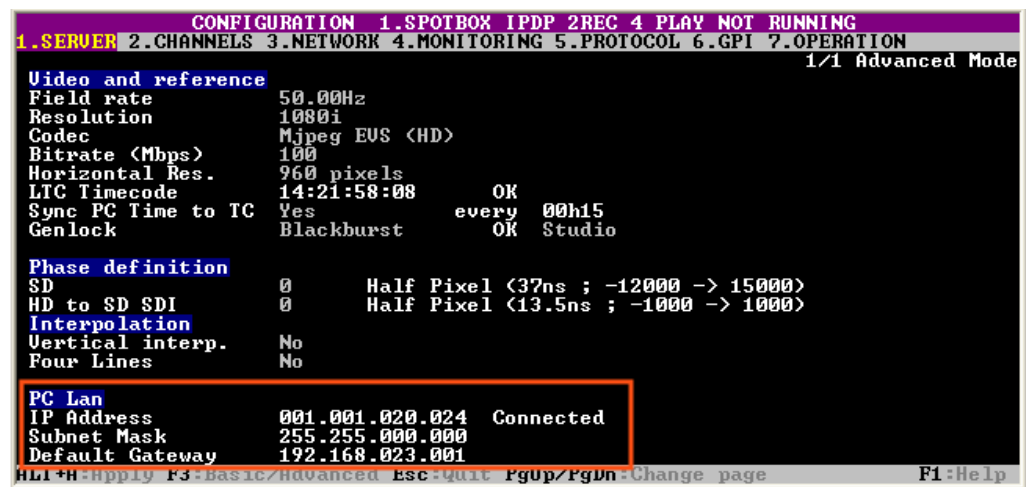 CONFIGURATION 1.SPOTBOX IPDP 2REC 4 PLAY NOT RUNNING
1.SERVER 2.CHANNELS 3.NETWORK 4.MONITORING 5.PROTOCOL 6.GPI 7.OPERATION
1/1 Advanced Mode
Video and reference
Field rate 50.00Hz
Resolution 1080i
Codec Mjpeg EVS (HD)
Bitrate (Mbps) 100
Horizontal Res. 960 pixels
LTC Timecode 14:21:58:08 OK
Sync PC Time to TC Yes every 00h15
Genlock Blackburst OK Studio
Phase definition
SD 0 Half Pixel (37ns ; -12000 -> 15000)
HD to SD SDI 0 Half Pixel (13.5ns ; -1000 -> 1000)
Interpolation
Vertical interp. No
Four Lines No
PC Lan
IP Address 001.001.020.024 Connected
Subnet Mask 255.255.000.000
Default Gateway 192.168.023.001
ALT+A:Apply F3:Basic/Advanced Esc:Quit PgUp/PgDn:Change page F1:Help